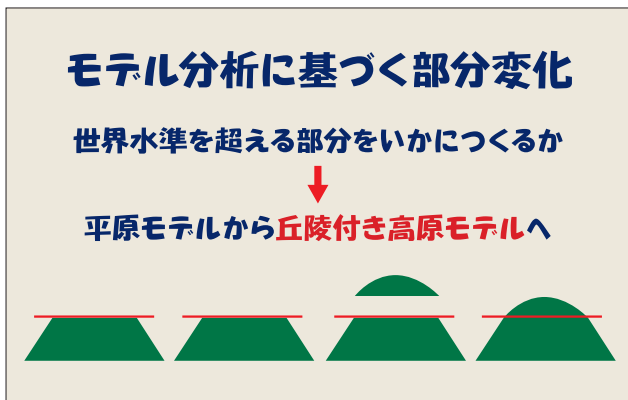 モデル分析に基づく部分変化
世界水準を超える部分をいかにつくるか
平原モデルから丘陵付き高原モデルへ